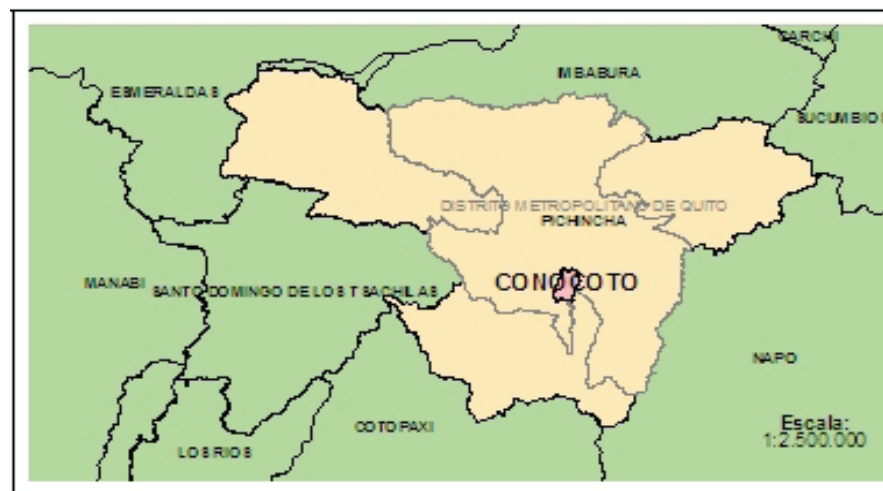 CARCHI
IMBABURA
ESMERALDAS
SUCUMBIO
DISTRITO METROPOLITANO DE QUITO
PICHINCHA
CONOCOTO
MANABI
SANTO DOMINGO DE LOS TSACHILAS
NAPO
Escala:
1:2.500.000
COTOPAXI
LOS RIOS